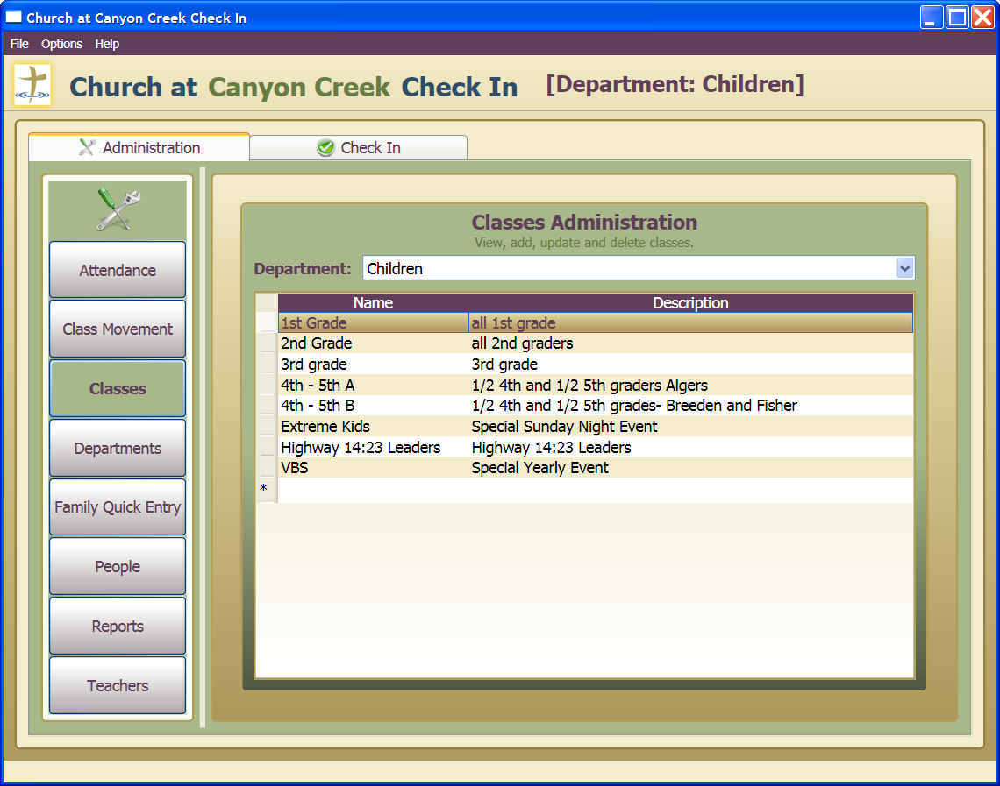 Church at Canyon Creek Check In
File Options Help
Church at Canyon Creek Check In [Department: Children]
Administration Check In
Attendance
Class Movement
Classes
Departments
Family Quick Entry
People
Reports
Teachers
Classes Administration
View, add, update and delete classes.
Department: Children
Name Description
1st Grade all 1st grade
2nd Grade all 2nd graders
3rd grade 3rd grade
4th - 5th A 1/2 4th and 1/2 5th graders Algers
4th - 5th B 1/2 4th and 1/2 5th grades- Breeden and Fisher
Extreme Kids Special Sunday Night Event
Highway 14:23 Leaders Highway 14:23 Leaders
VBS Special Yearly Event
*